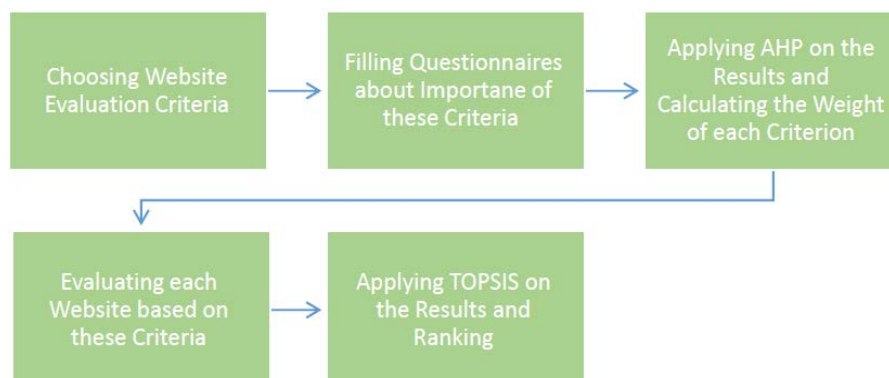 Choosing Website
Evaluation Criteria
Filling Questionnaires
about Importane of
these Criteria
Applying AHP on the
Results and
Calculating the Weight
of each Criterion
Evaluating each
Website based on
these Criteria
Applying TOPSIS on
the Results and
Ranking